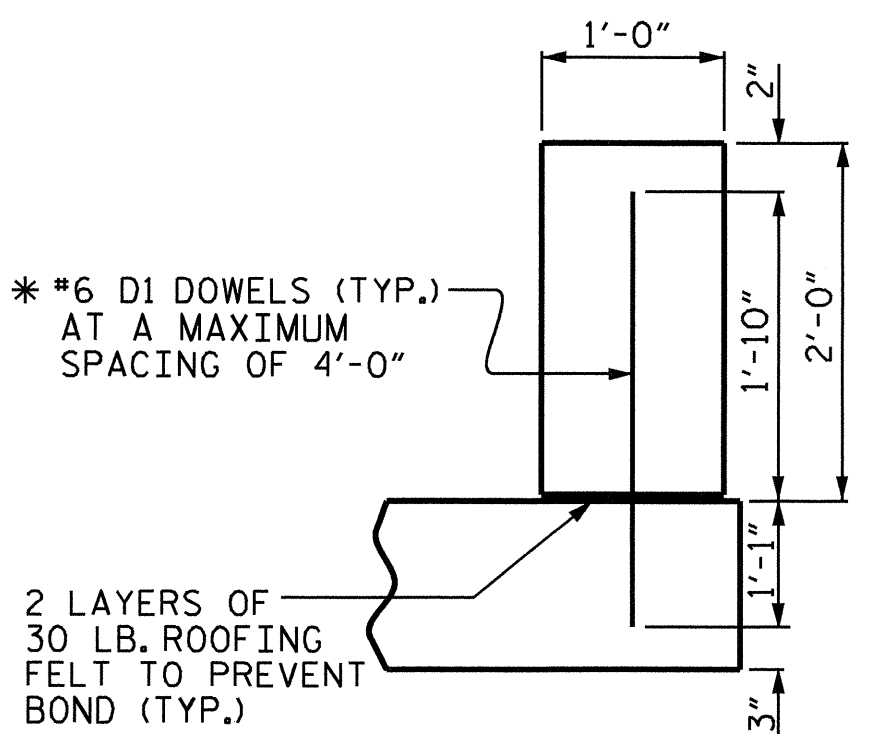 1'-0"
2"
✳ #6 D1 DOWELS (TYP.)
AT A MAXIMUM
SPACING OF 4'-0"
1'-10"
2'-0"
1'-1"
2 LAYERS OF
30 LB. ROOFING
FELT TO PREVENT
BOND (TYP.)
3"